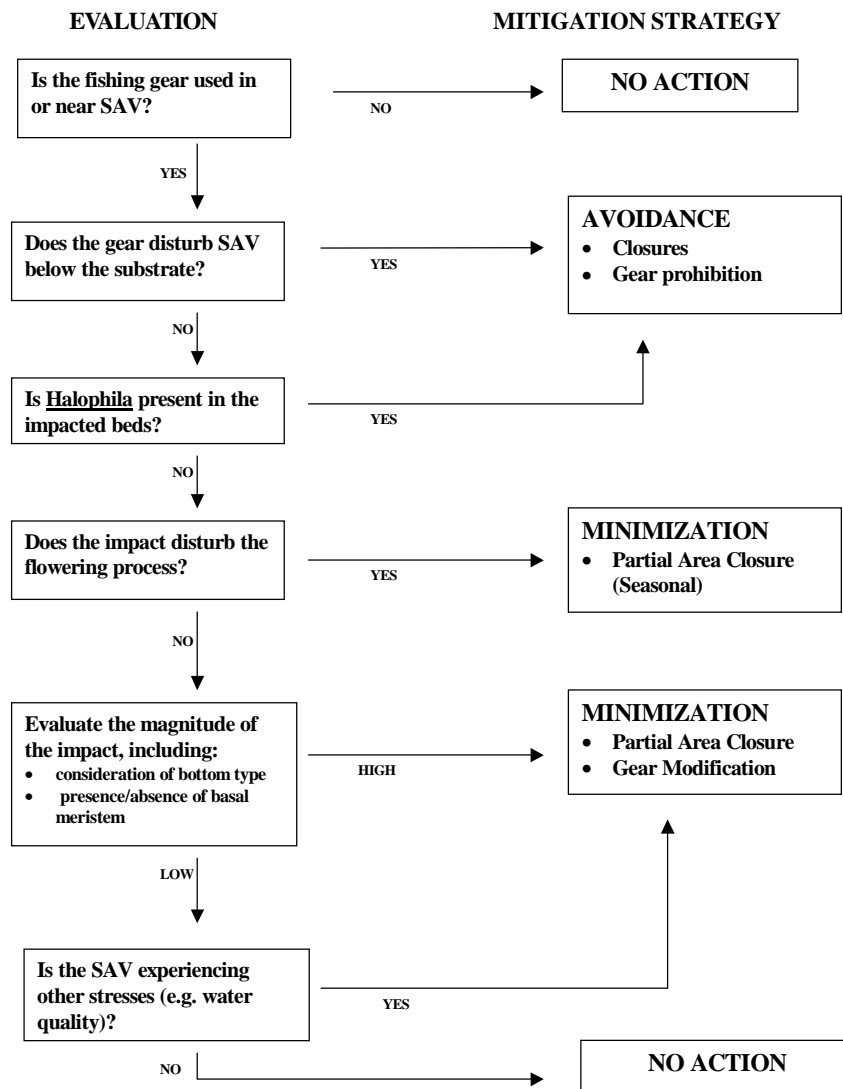 EVALUATION
MITIGATION STRATEGY
Is the fishing gear used in
or near SAV?
NO
NO ACTION
YES
Does the gear disturb SAV
below the substrate?
YES
AVOIDANCE
• Closures
• Gear prohibition
NO
Is Halophila present in the
impacted beds?
YES
NO
Does the impact disturb the
flowering process?
YES
MINIMIZATION
• Partial Area Closure
(Seasonal)
NO
Evaluate the magnitude of
the impact, including:
• consideration of bottom type
• presence/absence of basal
meristem
HIGH
MINIMIZATION
• Partial Area Closure
• Gear Modification
LOW
Is the SAV experiencing
other stresses (e.g. water
quality)?
YES
NO
NO ACTION